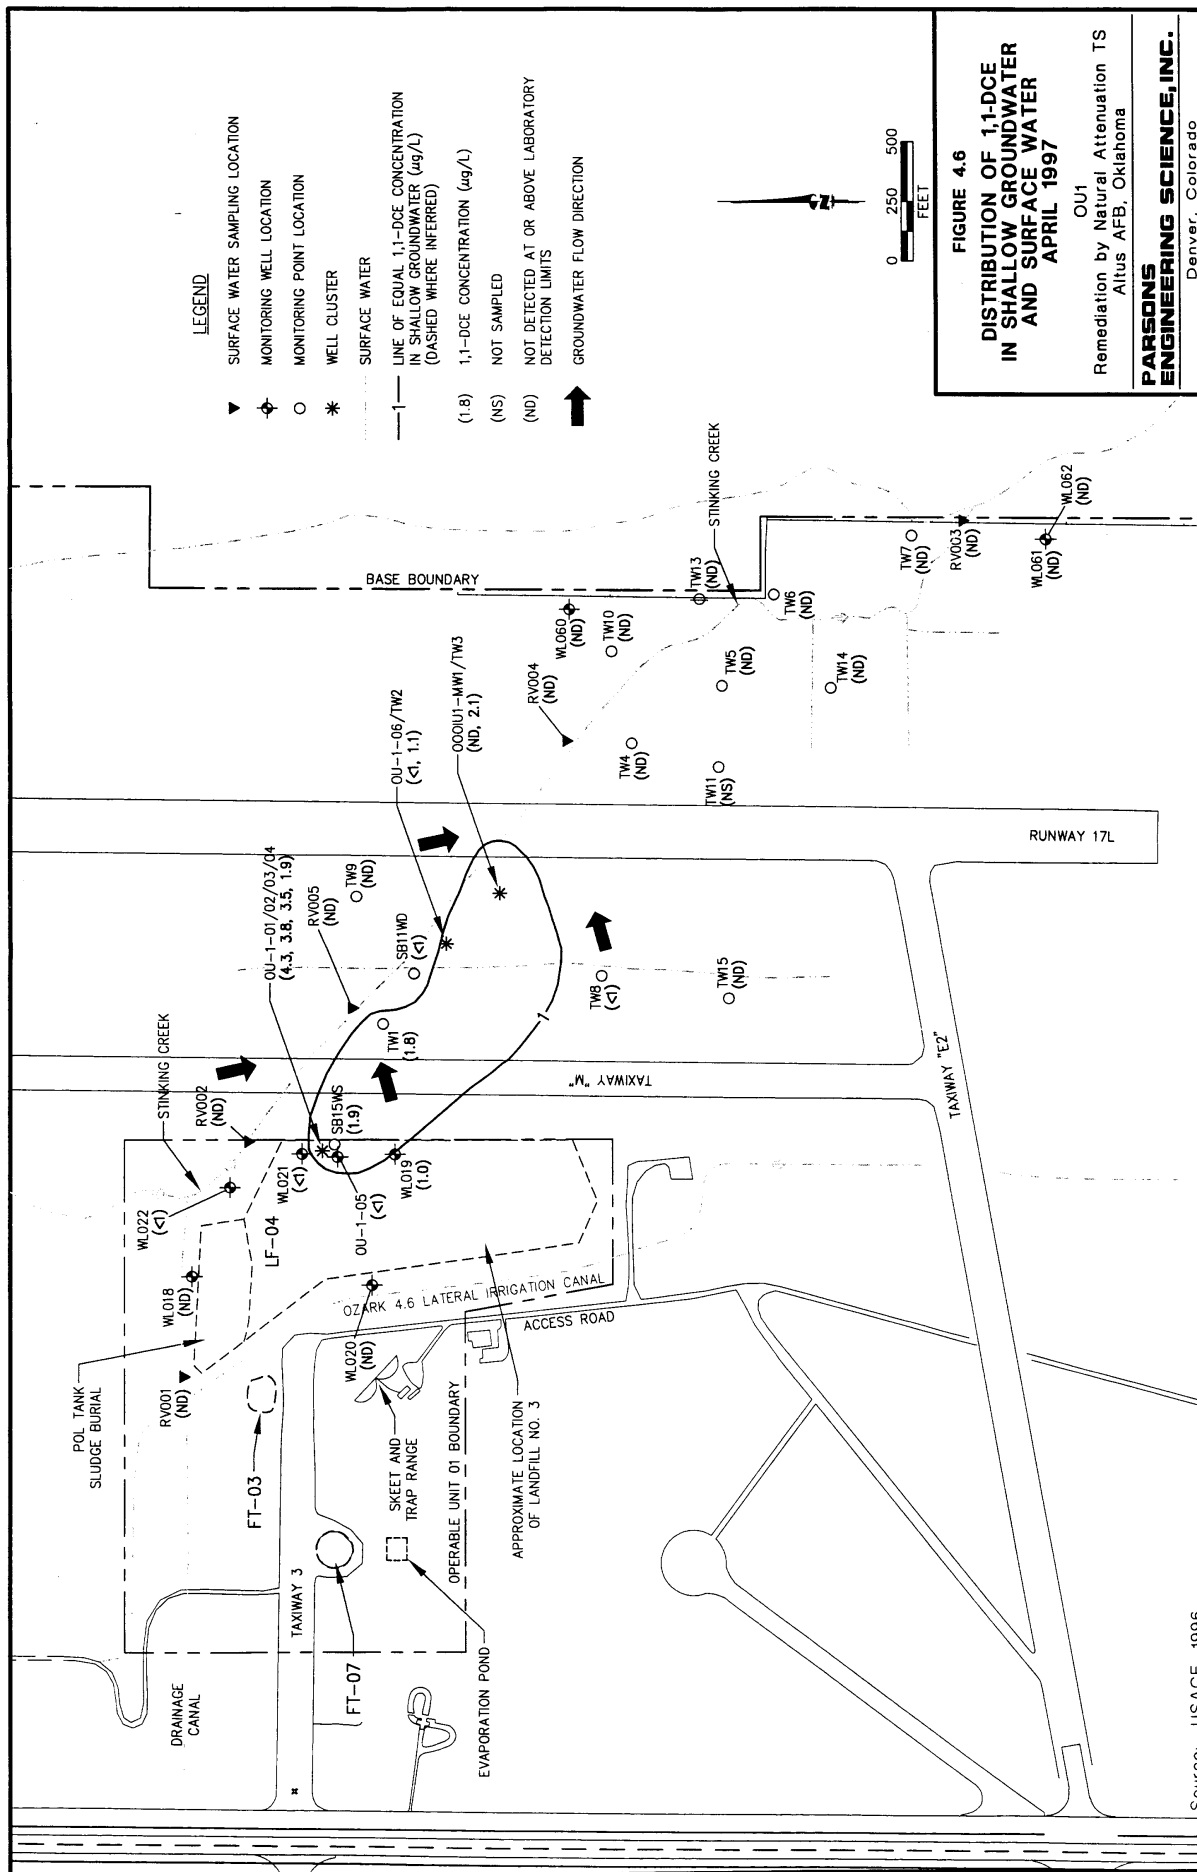 LEGEND
SURFACE WATER SAMPLING LOCATION
MONITORING WELL LOCATION
MONITORING POINT LOCATION
WELL CLUSTER
SURFACE WATER
1
LINE OF EQUAL 1,1-DCE CONCENTRATION
IN SHALLOW GROUNDWATER (µg/L)
(DASHED WHERE INFERRED)
(1.8) 1,1-DCE CONCENTRATION (µg/L)
(NS) NOT SAMPLED
(ND) NOT DETECTED AT OR ABOVE LABORATORY
DETECTION LIMITS
GROUNDWATER FLOW DIRECTION
N
0 250 500
FEET
FIGURE 4.6
DISTRIBUTION OF 1,1-DCE
IN SHALLOW GROUNDWATER
AND SURFACE WATER
APRIL 1997
OU1
Remediation by Natural Attenuation TS
Altus AFB, Oklahoma
PARSONS
ENGINEERING SCIENCE, INC.
Denver, Colorado
DRAINAGE
CANAL
POL TANK
SLUDGE BURIAL
RV001
(ND)
WL018
(ND)
WL022
(<1)
STINKING CREEK
RV002
(ND)
LF-04
WL021
(<1)
OU-1-01/02/03/04
(4.3, 3.8, 3.5, 1.9)
SB15WS
(1.9)
OU-1-05
(<1)
WL019
(1.0)
RV005
(ND)
TW1
(1.8)
TW9
(ND)
SB11WD
(<1)
OU-1-06/TW2
(<1, 1.1)
OOOIU1-MW1/TW3
(ND, 2.1)
1
TW8
(<1)
TW15
(ND)
FT-03
TAXIWAY 3
FT-07
WL020
(ND)
OZARK 4.6 LATERAL IRRIGATION CANAL
ACCESS ROAD
SKEET AND
TRAP RANGE
OPERABLE UNIT 01 BOUNDARY
EVAPORATION POND
APPROXIMATE LOCATION
OF LANDFILL NO. 3
TAXIWAY "M"
TAXIWAY "E2"
RUNWAY 17L
BASE BOUNDARY
RV004
(ND)
WL060
(ND)
TW10
(ND)
TW4
(ND)
TW11
(NS)
TW5
(ND)
TW13
(ND)
STINKING CREEK
TW6
(ND)
TW14
(ND)
TW7
(ND)
RV003
(ND)
WL061
(ND)
WL062
(ND)
Source: USACE, 1996